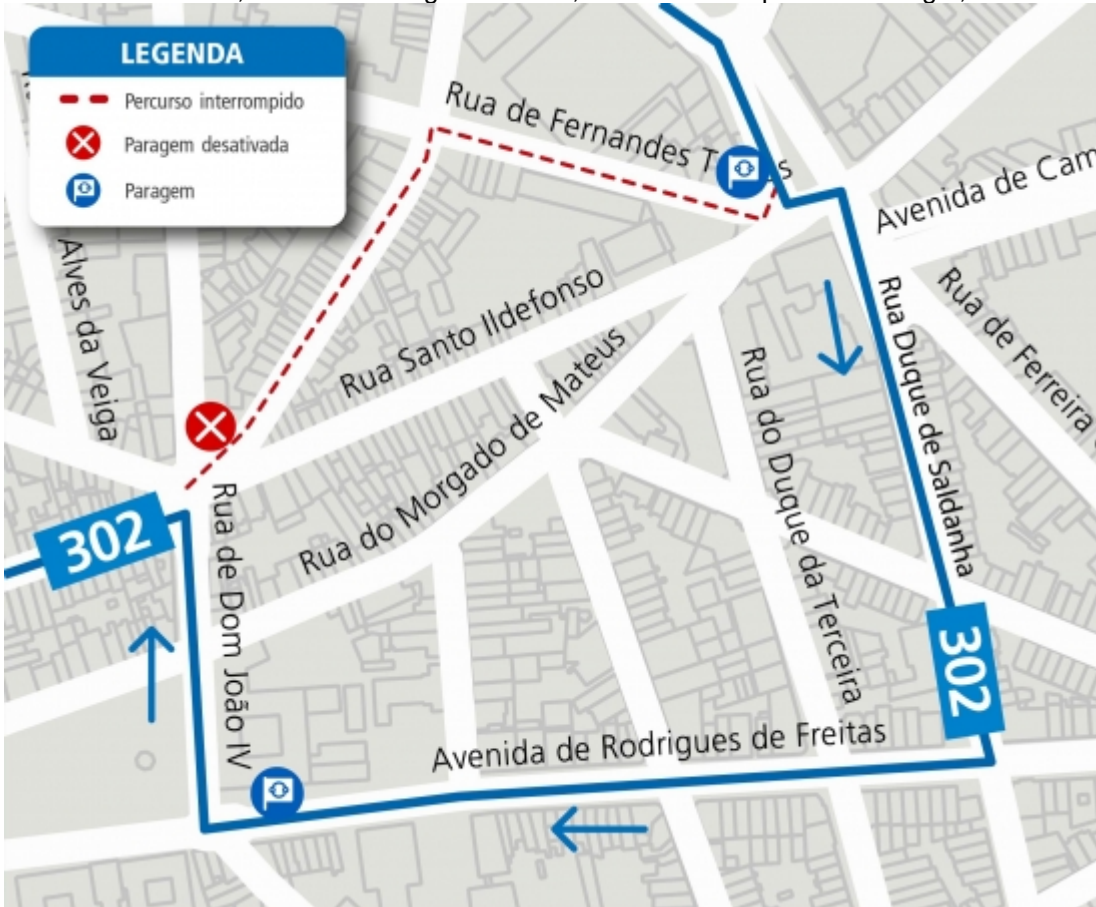 LEGENDA
Percurso interrompido
Paragem desativada
Paragem
Rua de Fernandes
Avenida de Cam
Alves da Veiga
Rua Santo Ildefonso
Rua do Morgado de Mateus
Rua do Duque da Terceira
Rua Duque de Saldanha
Rua de Ferreira
302
Rua de Dom João IV
302
Avenida de Rodrigues de Freitas